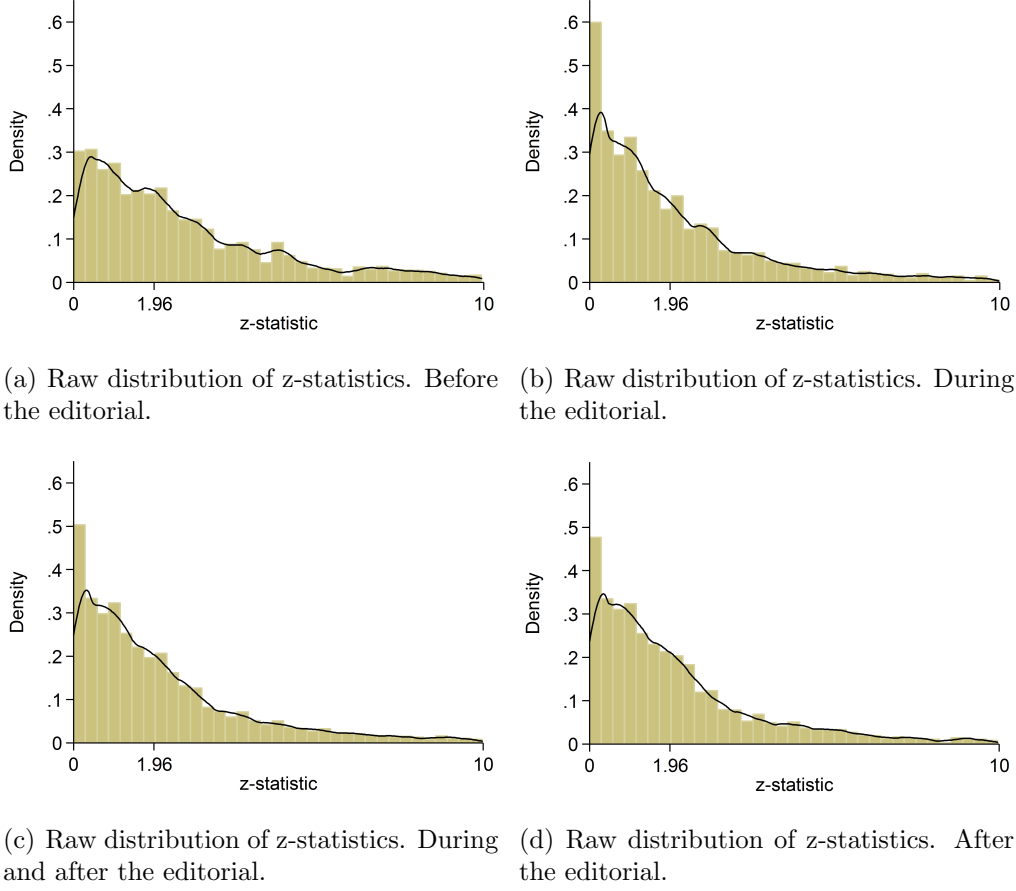 .6
.5
.4
.3
.2
.1
0
Density
0 1.96 10
z-statistic
.6
.5
.4
.3
.2
.1
0
Density
0 1.96 10
z-statistic
(a) Raw distribution of z-statistics. Before
the editorial.
(b) Raw distribution of z-statistics. During
the editorial.
.6
.5
.4
.3
.2
.1
0
Density
0 1.96 10
z-statistic
.6
.5
.4
.3
.2
.1
0
Density
0 1.96 10
z-statistic
(c) Raw distribution of z-statistics. During
and after the editorial.
(d) Raw distribution of z-statistics. After
the editorial.